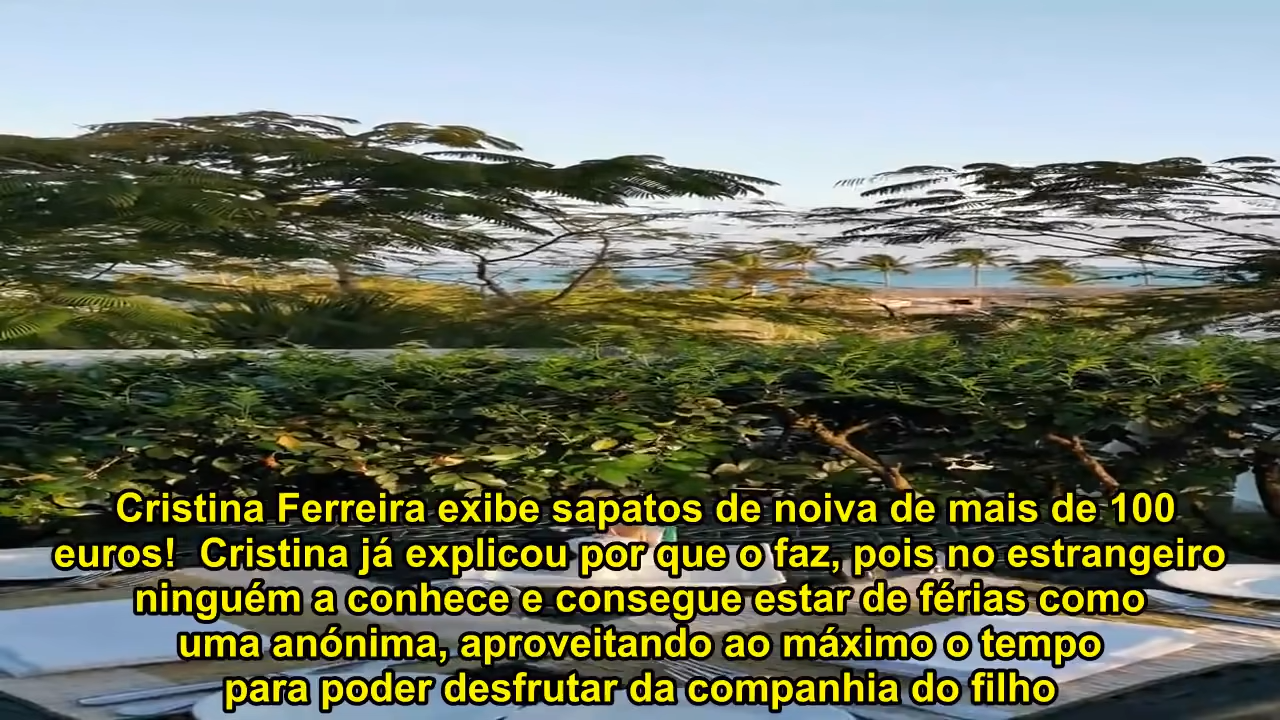 Cristina Ferreira exibe sapatos de noiva de mais de 100
euros!  Cristina já explicou por que o faz, pois no estrangeiro
ninguém a conhece e consegue estar de férias como
uma anónima, aproveitando ao máximo o tempo
para poder desfrutar da companhia do filho